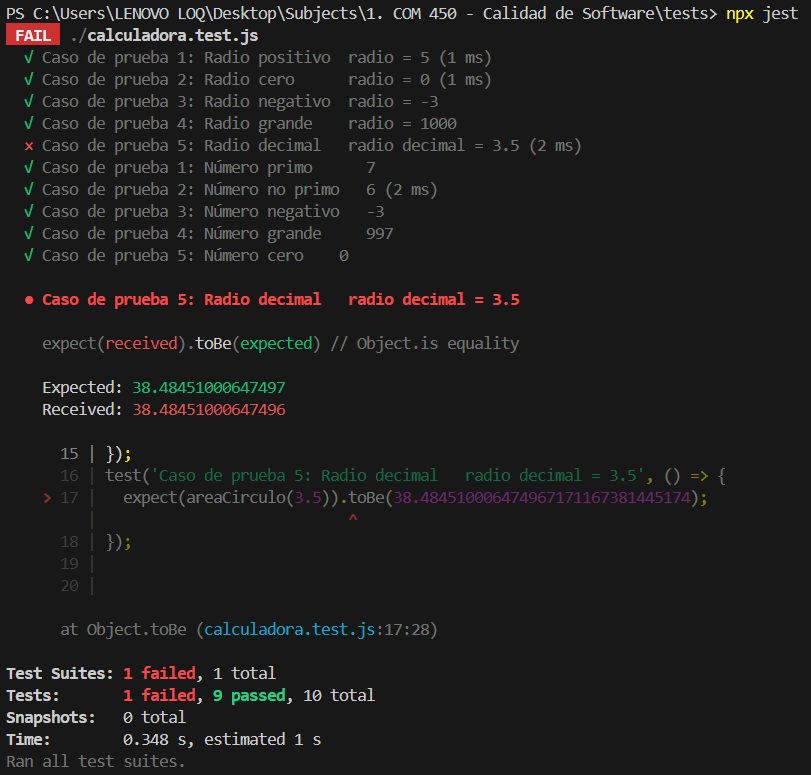 PS C:\Users\LENOVO LOQ\Desktop\Subjects\1. COM 450 - Calidad de Software\tests> npx jest
FAIL ./calculadora.test.js
√ Caso de prueba 1: Radio positivo  radio = 5 (1 ms)
√ Caso de prueba 2: Radio cero      radio = 0 (1 ms)
√ Caso de prueba 3: Radio negativo  radio = -3
√ Caso de prueba 4: Radio grande    radio = 1000
× Caso de prueba 5: Radio decimal   radio decimal = 3.5 (2 ms)
√ Caso de prueba 1: Número primo      7
√ Caso de prueba 2: Número no primo   6 (2 ms)
√ Caso de prueba 3: Número negativo   -3
√ Caso de prueba 4: Número grande     997
√ Caso de prueba 5: Número cero    0
● Caso de prueba 5: Radio decimal   radio decimal = 3.5
expect(received).toBe(expected) // Object.is equality
Expected: 38.48451000647497
Received: 38.48451000647496
15 | });
16 | test('Caso de prueba 5: Radio decimal   radio decimal = 3.5', () => {
> 17 |   expect(areaCirculo(3.5)).toBe(38.484510006474967171167381445174);
|                            ^
18 | });
19 |
20 |
at Object.toBe (calculadora.test.js:17:28)
Test Suites: 1 failed, 1 total
Tests:       1 failed, 9 passed, 10 total
Snapshots:   0 total
Time:        0.348 s, estimated 1 s
Ran all test suites.